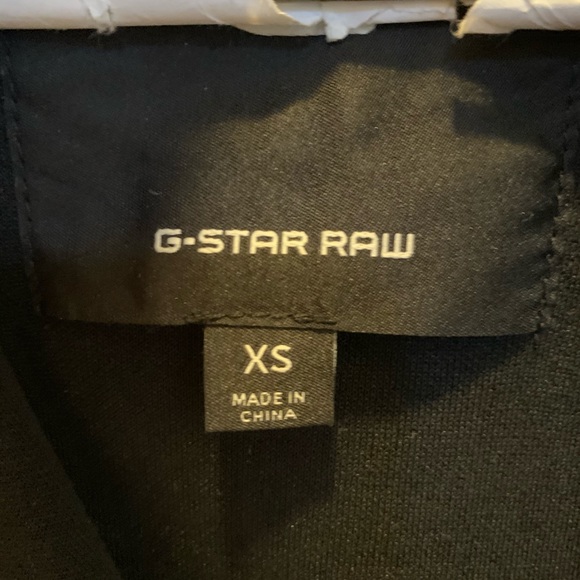 G-STAR RAW
XS
MADE IN
CHINA